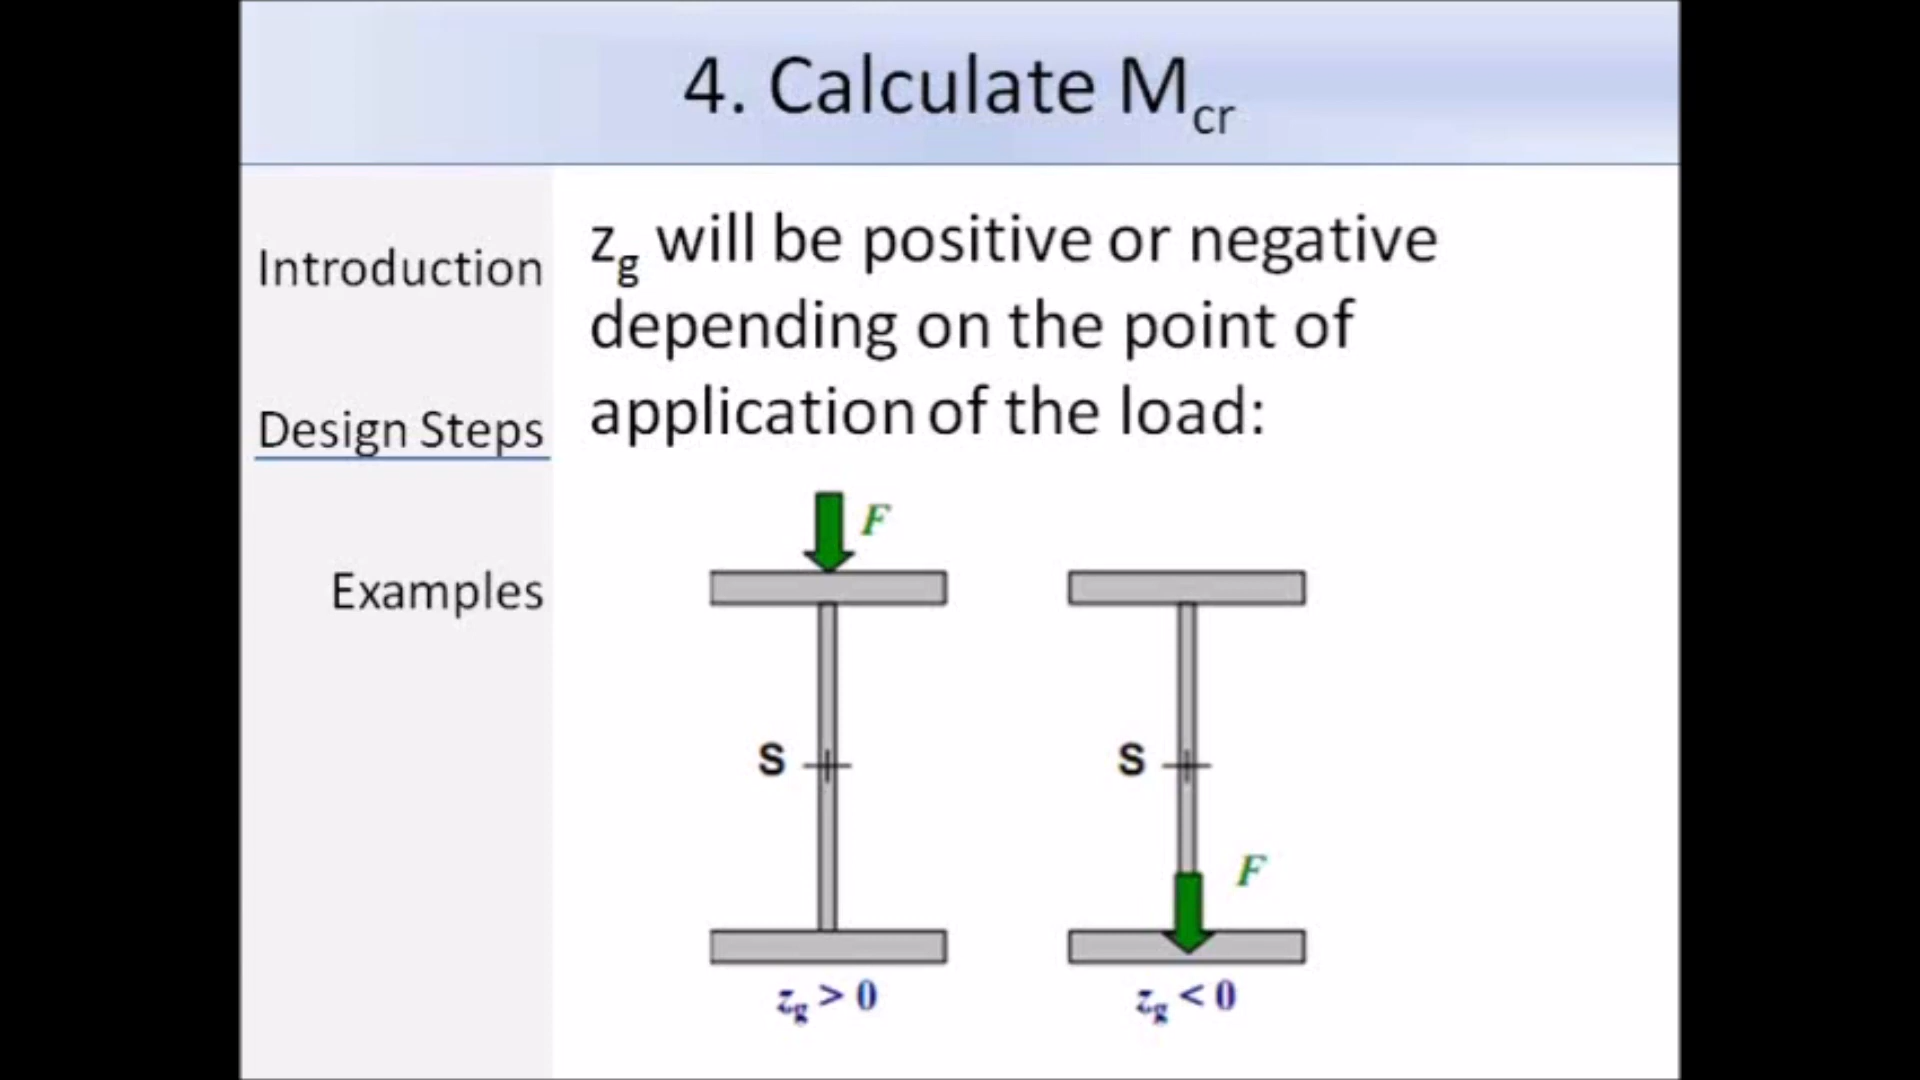 4. Calculate Mcr
Introduction
Design Steps
Examples
zg will be positive or negative
depending on the point of
application of the load:
F
S
zg > 0
S
F
zg < 0